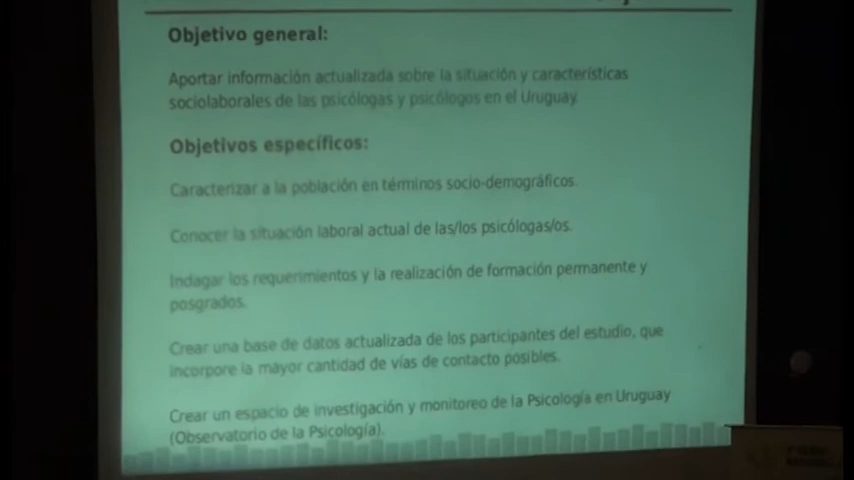 Objetivo general:
Aportar información actualizada sobre la situación y características
sociolaborales de las psicólogas y psicólogos en el Uruguay.
Objetivos específicos:
Caracterizar a la población en términos socio-demográficos.
Conocer la situación laboral actual de las/los psicólogas/os.
Indagar los requerimientos y la realización de formación permanente y
posgrados.
Crear una base de datos actualizada de los participantes del estudio, que
incorpore la mayor cantidad de vías de contacto posibles.
Crear un espacio de investigación y monitoreo de la Psicología en Uruguay
(Observatorio de la Psicología).